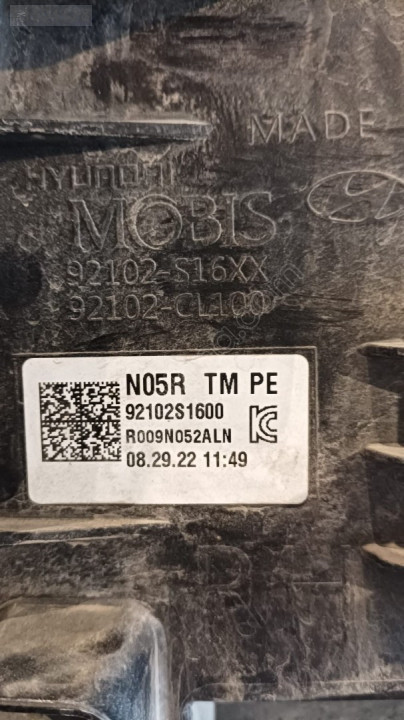 MADE
HYUNDAI
MOBIS
92102-S16XX
92102-CL100
N05R TM PE
92102S1600
R009N052ALN
08.29.22 11:49